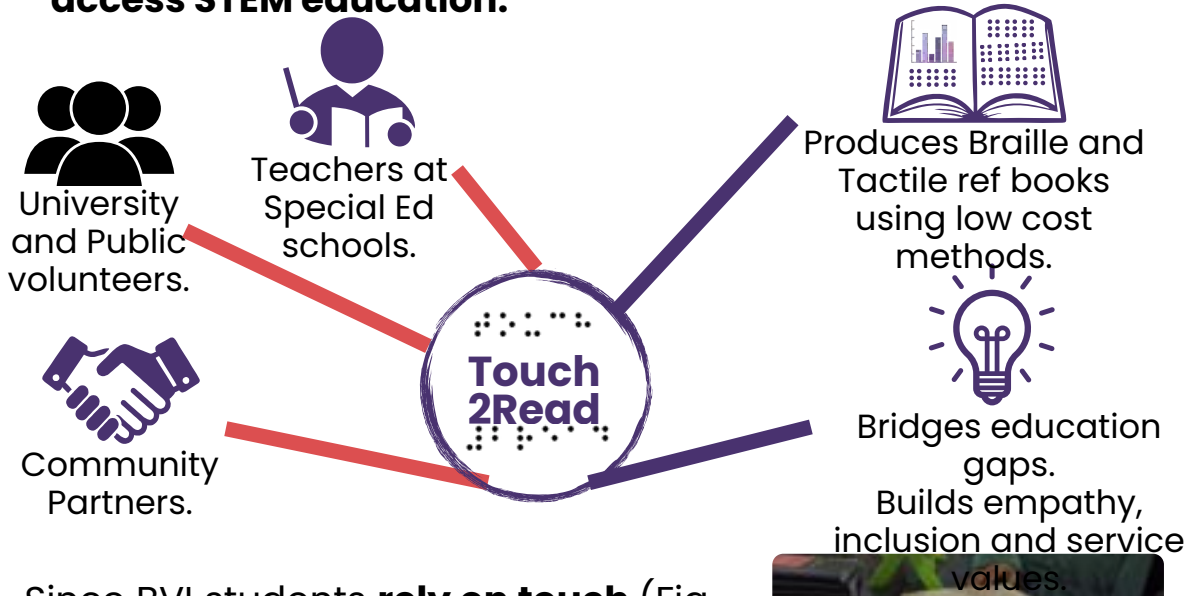 access STEM education.
Teachers at
Special Ed
schools.
University
and Public
volunteers.
Community
Partners.
⠞⠕⠥⠉⠓
Touch
2Read
Produces Braille and
Tactile ref books
using low cost
methods.
Bridges education
gaps.
Builds empathy,
inclusion and service
values.
Since BVI students rely on touch (Fig